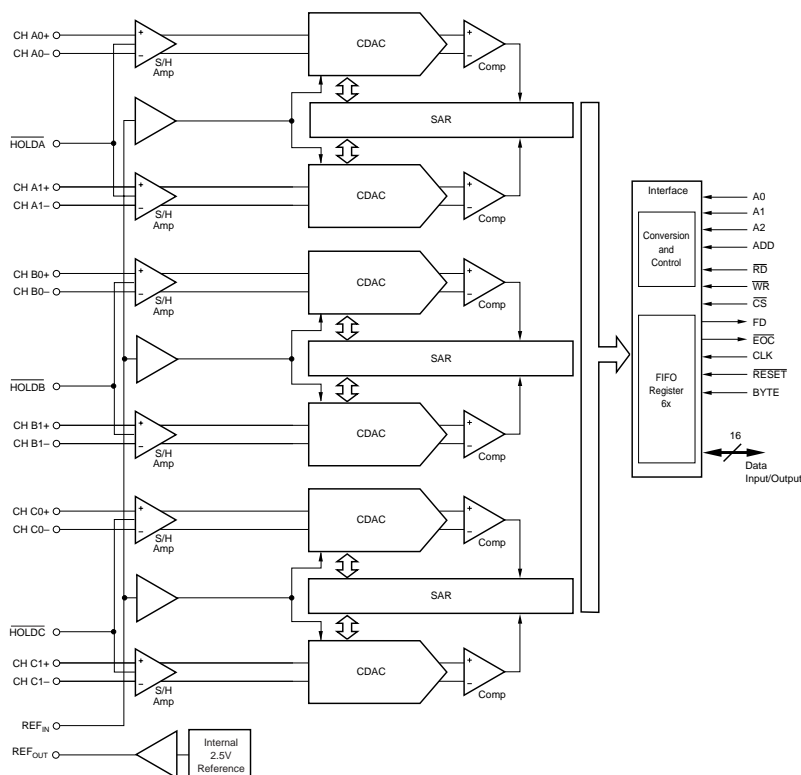 CH A0+
CH A0–
S/H
Amp
CDAC
Comp
SAR
HOLDA
CH A1+
CH A1–
S/H
Amp
CDAC
Comp
CH B0+
CH B0–
S/H
Amp
CDAC
Comp
SAR
HOLDB
CH B1+
CH B1–
S/H
Amp
CDAC
Comp
CH C0+
CH C0–
S/H
Amp
CDAC
Comp
SAR
HOLDC
CH C1+
CH C1–
S/H
Amp
CDAC
Comp
REFIN
REFOUT
Internal
2.5V
Reference
Interface
Conversion
and
Control
FIFO
Register
6x
A0
A1
A2
ADD
RD
WR
CS
FD
EOC
CLK
RESET
BYTE
16
Data
Input/Output